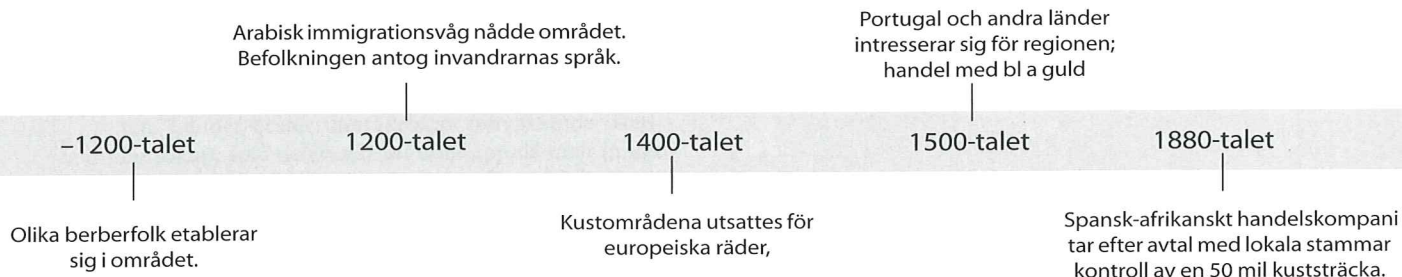 Arabisk immigrationsvåg nådde området.
Befolkningen antog invandrarnas språk.
Portugal och andra länder
intresserar sig för regionen;
handel med bl a guld
–1200-talet
1200-talet
1400-talet
1500-talet
1880-talet
Olika berberfolk etablerar
sig i området.
Kustområdena utsattes för
europeiska räder,
Spansk-afrikanskt handelskompani
tar efter avtal med lokala stammar
kontroll av en 50 mil kuststräcka.